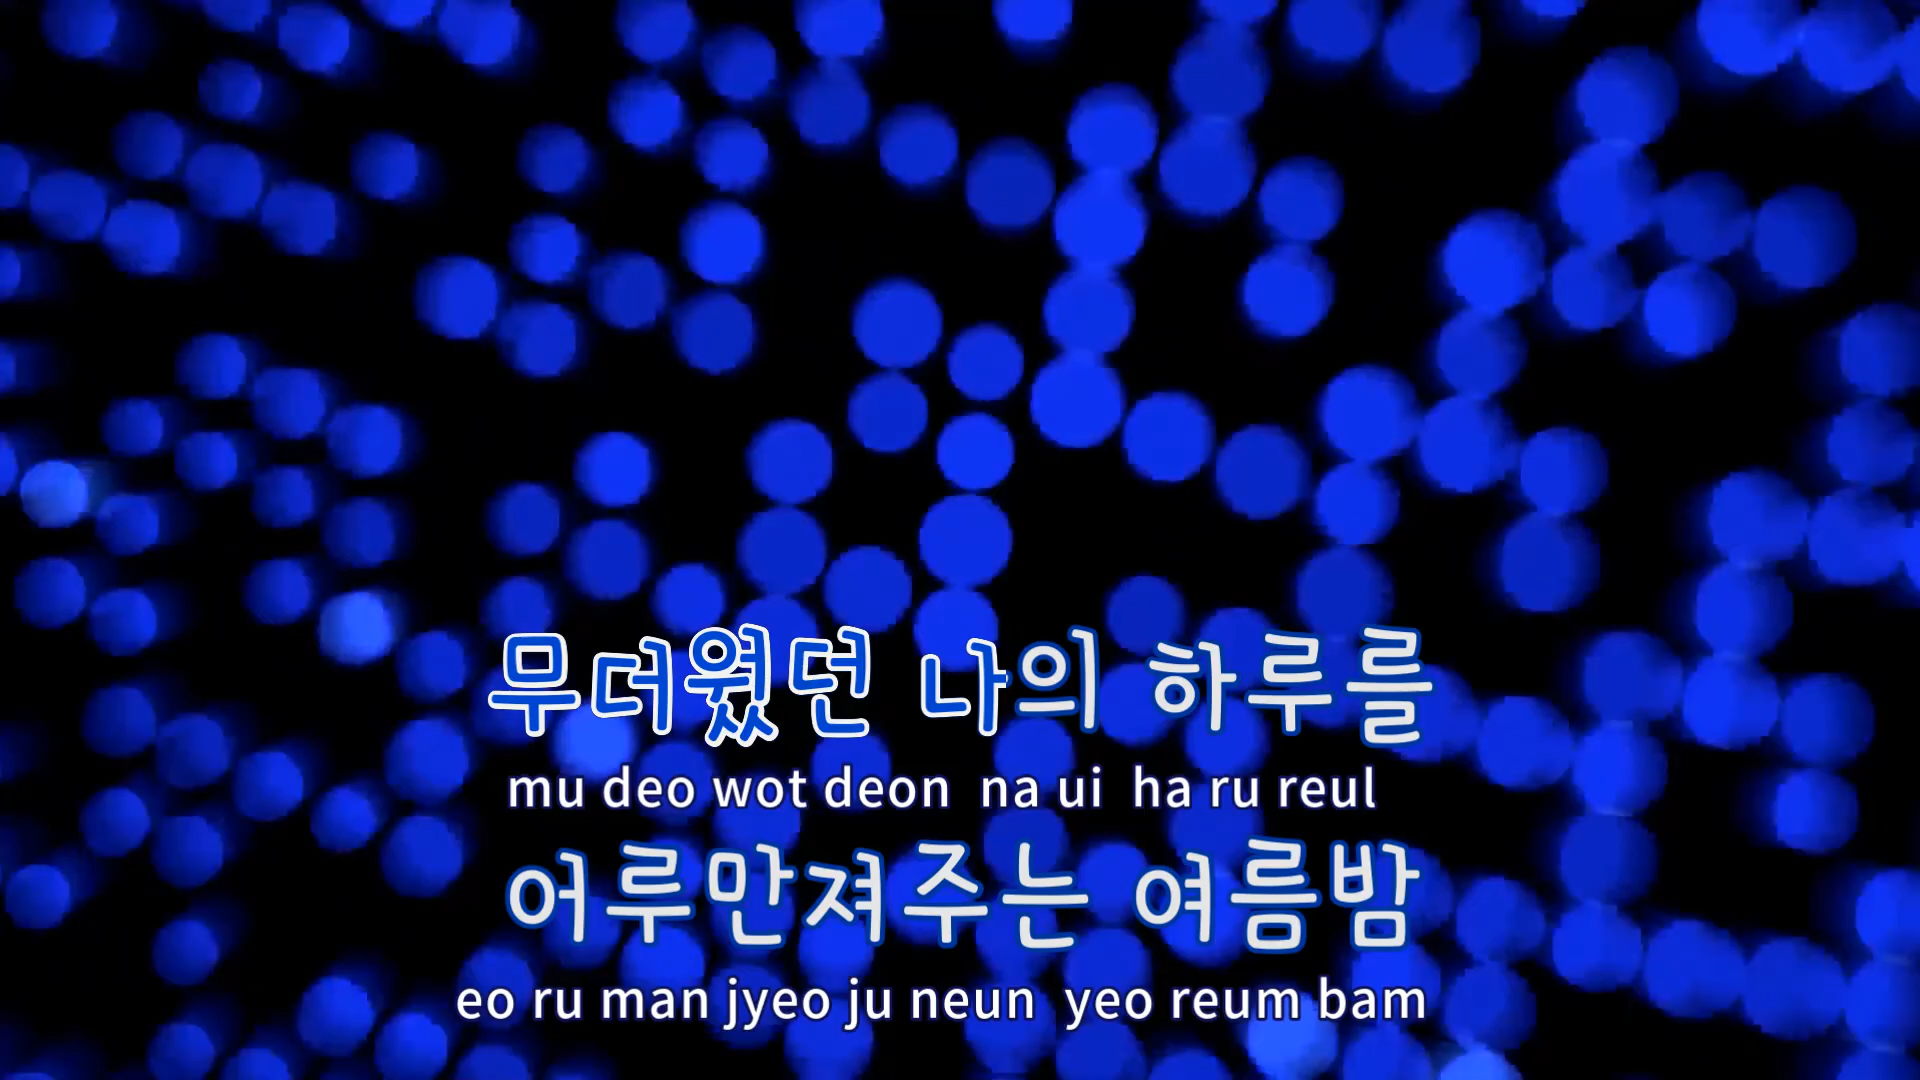 무더웠던 나의 하루를
mu deo wot deon na ui ha ru reul
어루만져주는 여름밤
eo ru man jyeo ju neun yeo reum bam